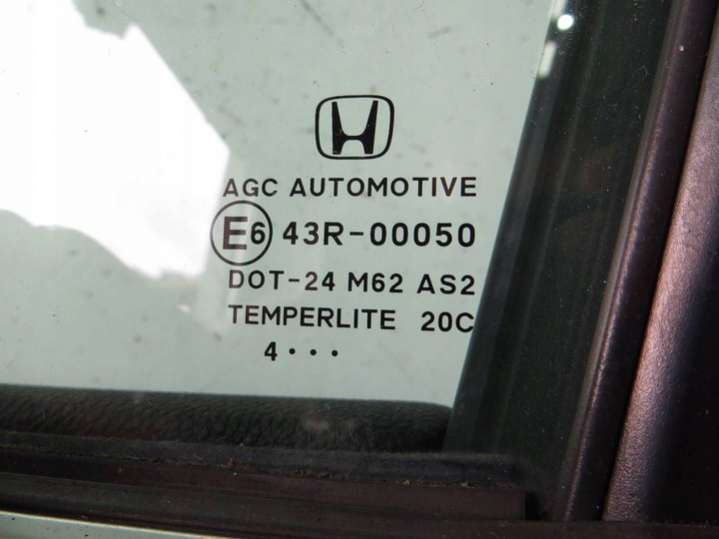 AGC AUTOMOTIVE
E6 43R-00050
DOT-24 M62 AS2
TEMPERLITE 20C
4···